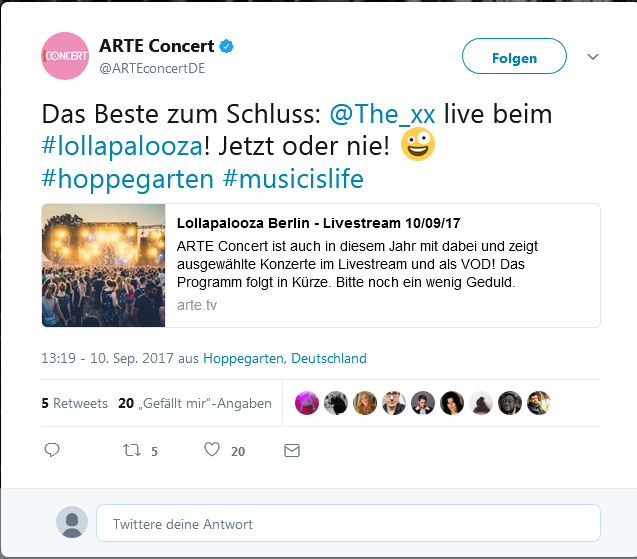 CONCERT
ARTE Concert
@ARTEconcertDE
Folgen
Das Beste zum Schluss: @The_xx live beim
#lollapalooza! Jetzt oder nie! 🤪
#hoppegarten #musicislife
Lollapalooza Berlin - Livestream 10/09/17
ARTE Concert ist auch in diesem Jahr mit dabei und zeigt
ausgewählte Konzerte im Livestream und als VOD! Das
Programm folgt in Kürze. Bitte noch ein wenig Geduld.
arte.tv
13:19 - 10. Sep. 2017 aus Hoppegarten, Deutschland
5 Retweets 20 „Gefällt mir“-Angaben
5 20
Twittere deine Antwort